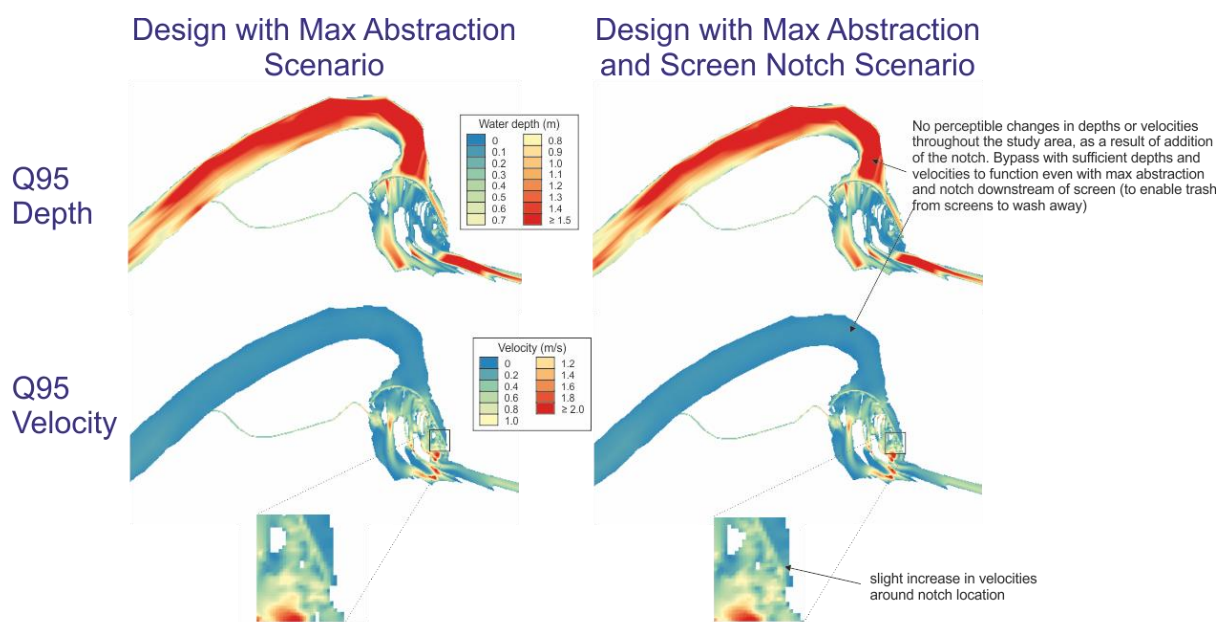 Design with Max Abstraction
Scenario
Design with Max Abstraction
and Screen Notch Scenario
Q95
Depth
Water depth (m)
0
0.1
0.2
0.3
0.4
0.5
0.6
0.7
0.8
0.9
1.0
1.1
1.2
1.3
1.4
≥ 1.5
No perceptible changes in depths or velocities
throughout the study area, as a result of addition
of the notch. Bypass with sufficient depths and
velocities to function even with max abstraction
and notch downstream of screen (to enable trash
from screens to wash away)
Q95
Velocity
Velocity (m/s)
0
0.2
0.4
0.6
0.8
1.0
1.2
1.4
1.6
1.8
≥ 2.0
slight increase in velocities
around notch location